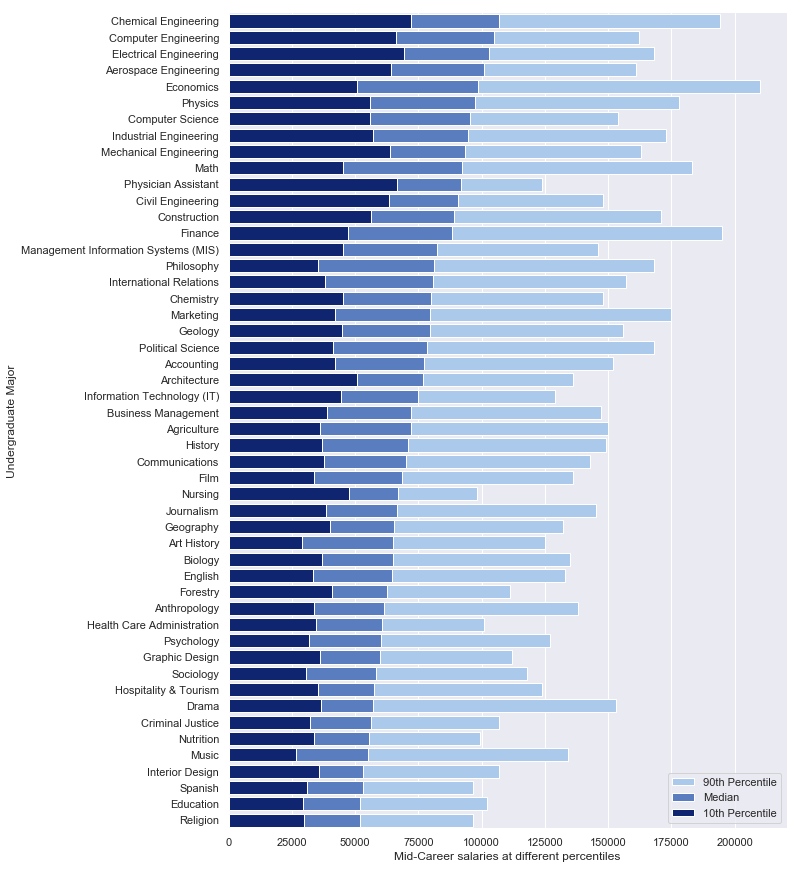 Undergraduate Major
Chemical Engineering
Computer Engineering
Electrical Engineering
Aerospace Engineering
Economics
Physics
Computer Science
Industrial Engineering
Mechanical Engineering
Math
Physician Assistant
Civil Engineering
Construction
Finance
Management Information Systems (MIS)
Philosophy
International Relations
Chemistry
Marketing
Geology
Political Science
Accounting
Architecture
Information Technology (IT)
Business Management
Agriculture
History
Communications
Film
Nursing
Journalism
Geography
Art History
Biology
English
Forestry
Anthropology
Health Care Administration
Psychology
Graphic Design
Sociology
Hospitality & Tourism
Drama
Criminal Justice
Nutrition
Music
Interior Design
Spanish
Education
Religion
90th Percentile
Median
10th Percentile
0 25000 50000 75000 100000 125000 150000 175000 200000
Mid-Career salaries at different percentiles